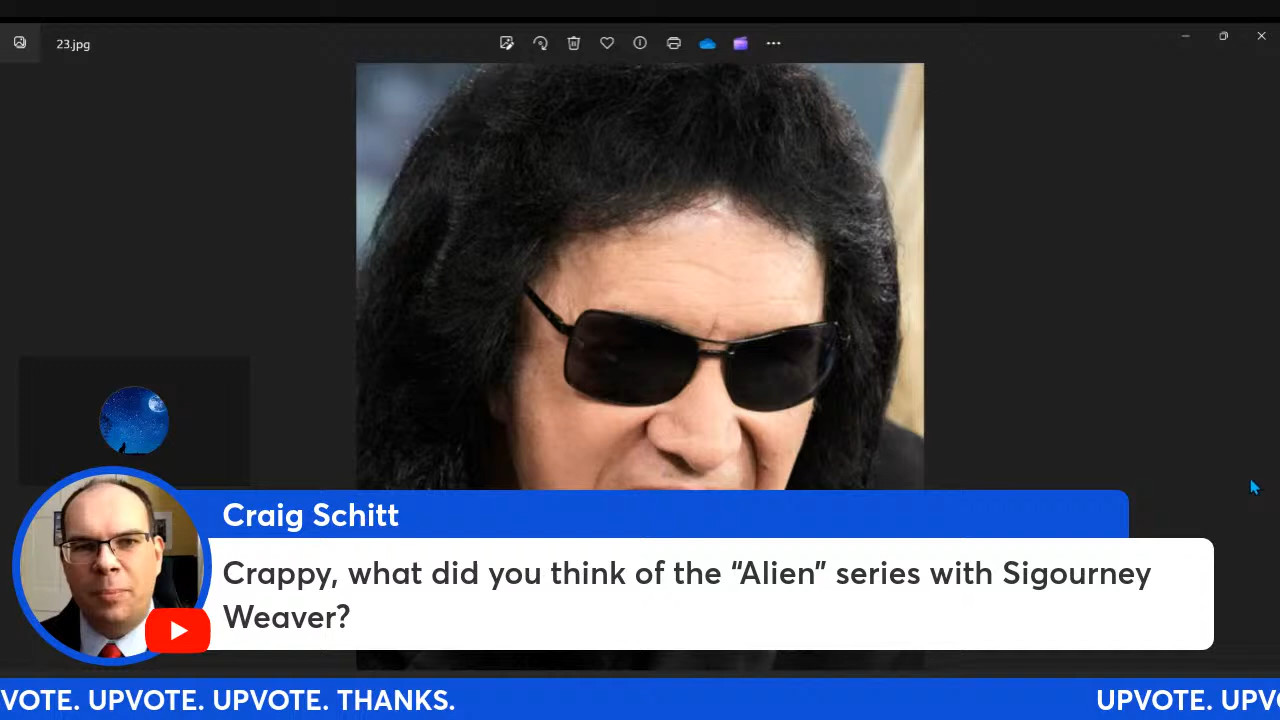 23.jpg
Craig Schitt
Crappy, what did you think of the “Alien” series with Sigourney
Weaver?
VOTE. UPVOTE. UPVOTE. THANKS.
UPVOTE. UPV